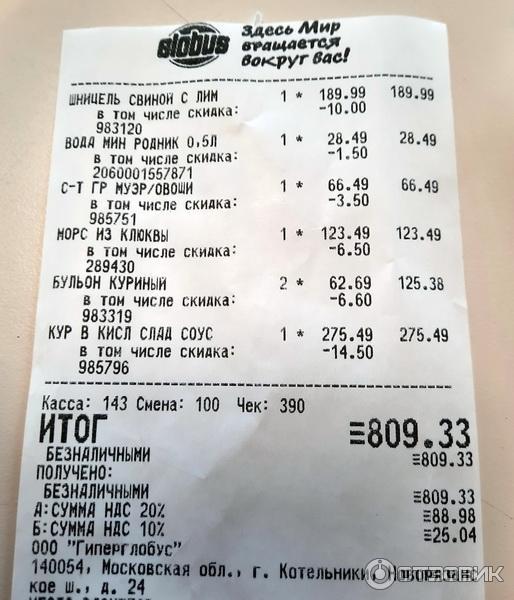 globus
Здесь Мир
вращается
вокруг вас!
ШНИЦЕЛЬ СВИНОЙ С ЛИМ 1 * 189.99 189.99
в том числе скидка: -10.00
983120
ВОДА МИН РОДНИК 0,5Л 1 * 28.49 28.49
в том числе скидка: -1.50
2060001557871
С-Т ГР МУЭР/ОВОЩИ 1 * 66.49 66.49
в том числе скидка: -3.50
985751
МОРС ИЗ КЛЮКВЫ 1 * 123.49 123.49
в том числе скидка: -6.50
289430
БУЛЬОН КУРИНЫЙ 2 * 62.69 125.38
в том числе скидка: -6.60
983319
КУР В КИСЛ СЛАД СОУС 1 * 275.49 275.49
в том числе скидка: -14.50
985796
Касса: 143 Смена: 100 Чек: 390
ИТОГ ≡809.33
БЕЗНАЛИЧНЫМИ ≡809.33
ПОЛУЧЕНО:
БЕЗНАЛИЧНЫМИ ≡809.33
А:СУММА НДС 20% ≡88.98
Б:СУММА НДС 10% ≡25.04
ООО "Гиперглобус"
140054, Московская обл., г. Котельники,
кое ш., д. 24
ОТЗОВИК